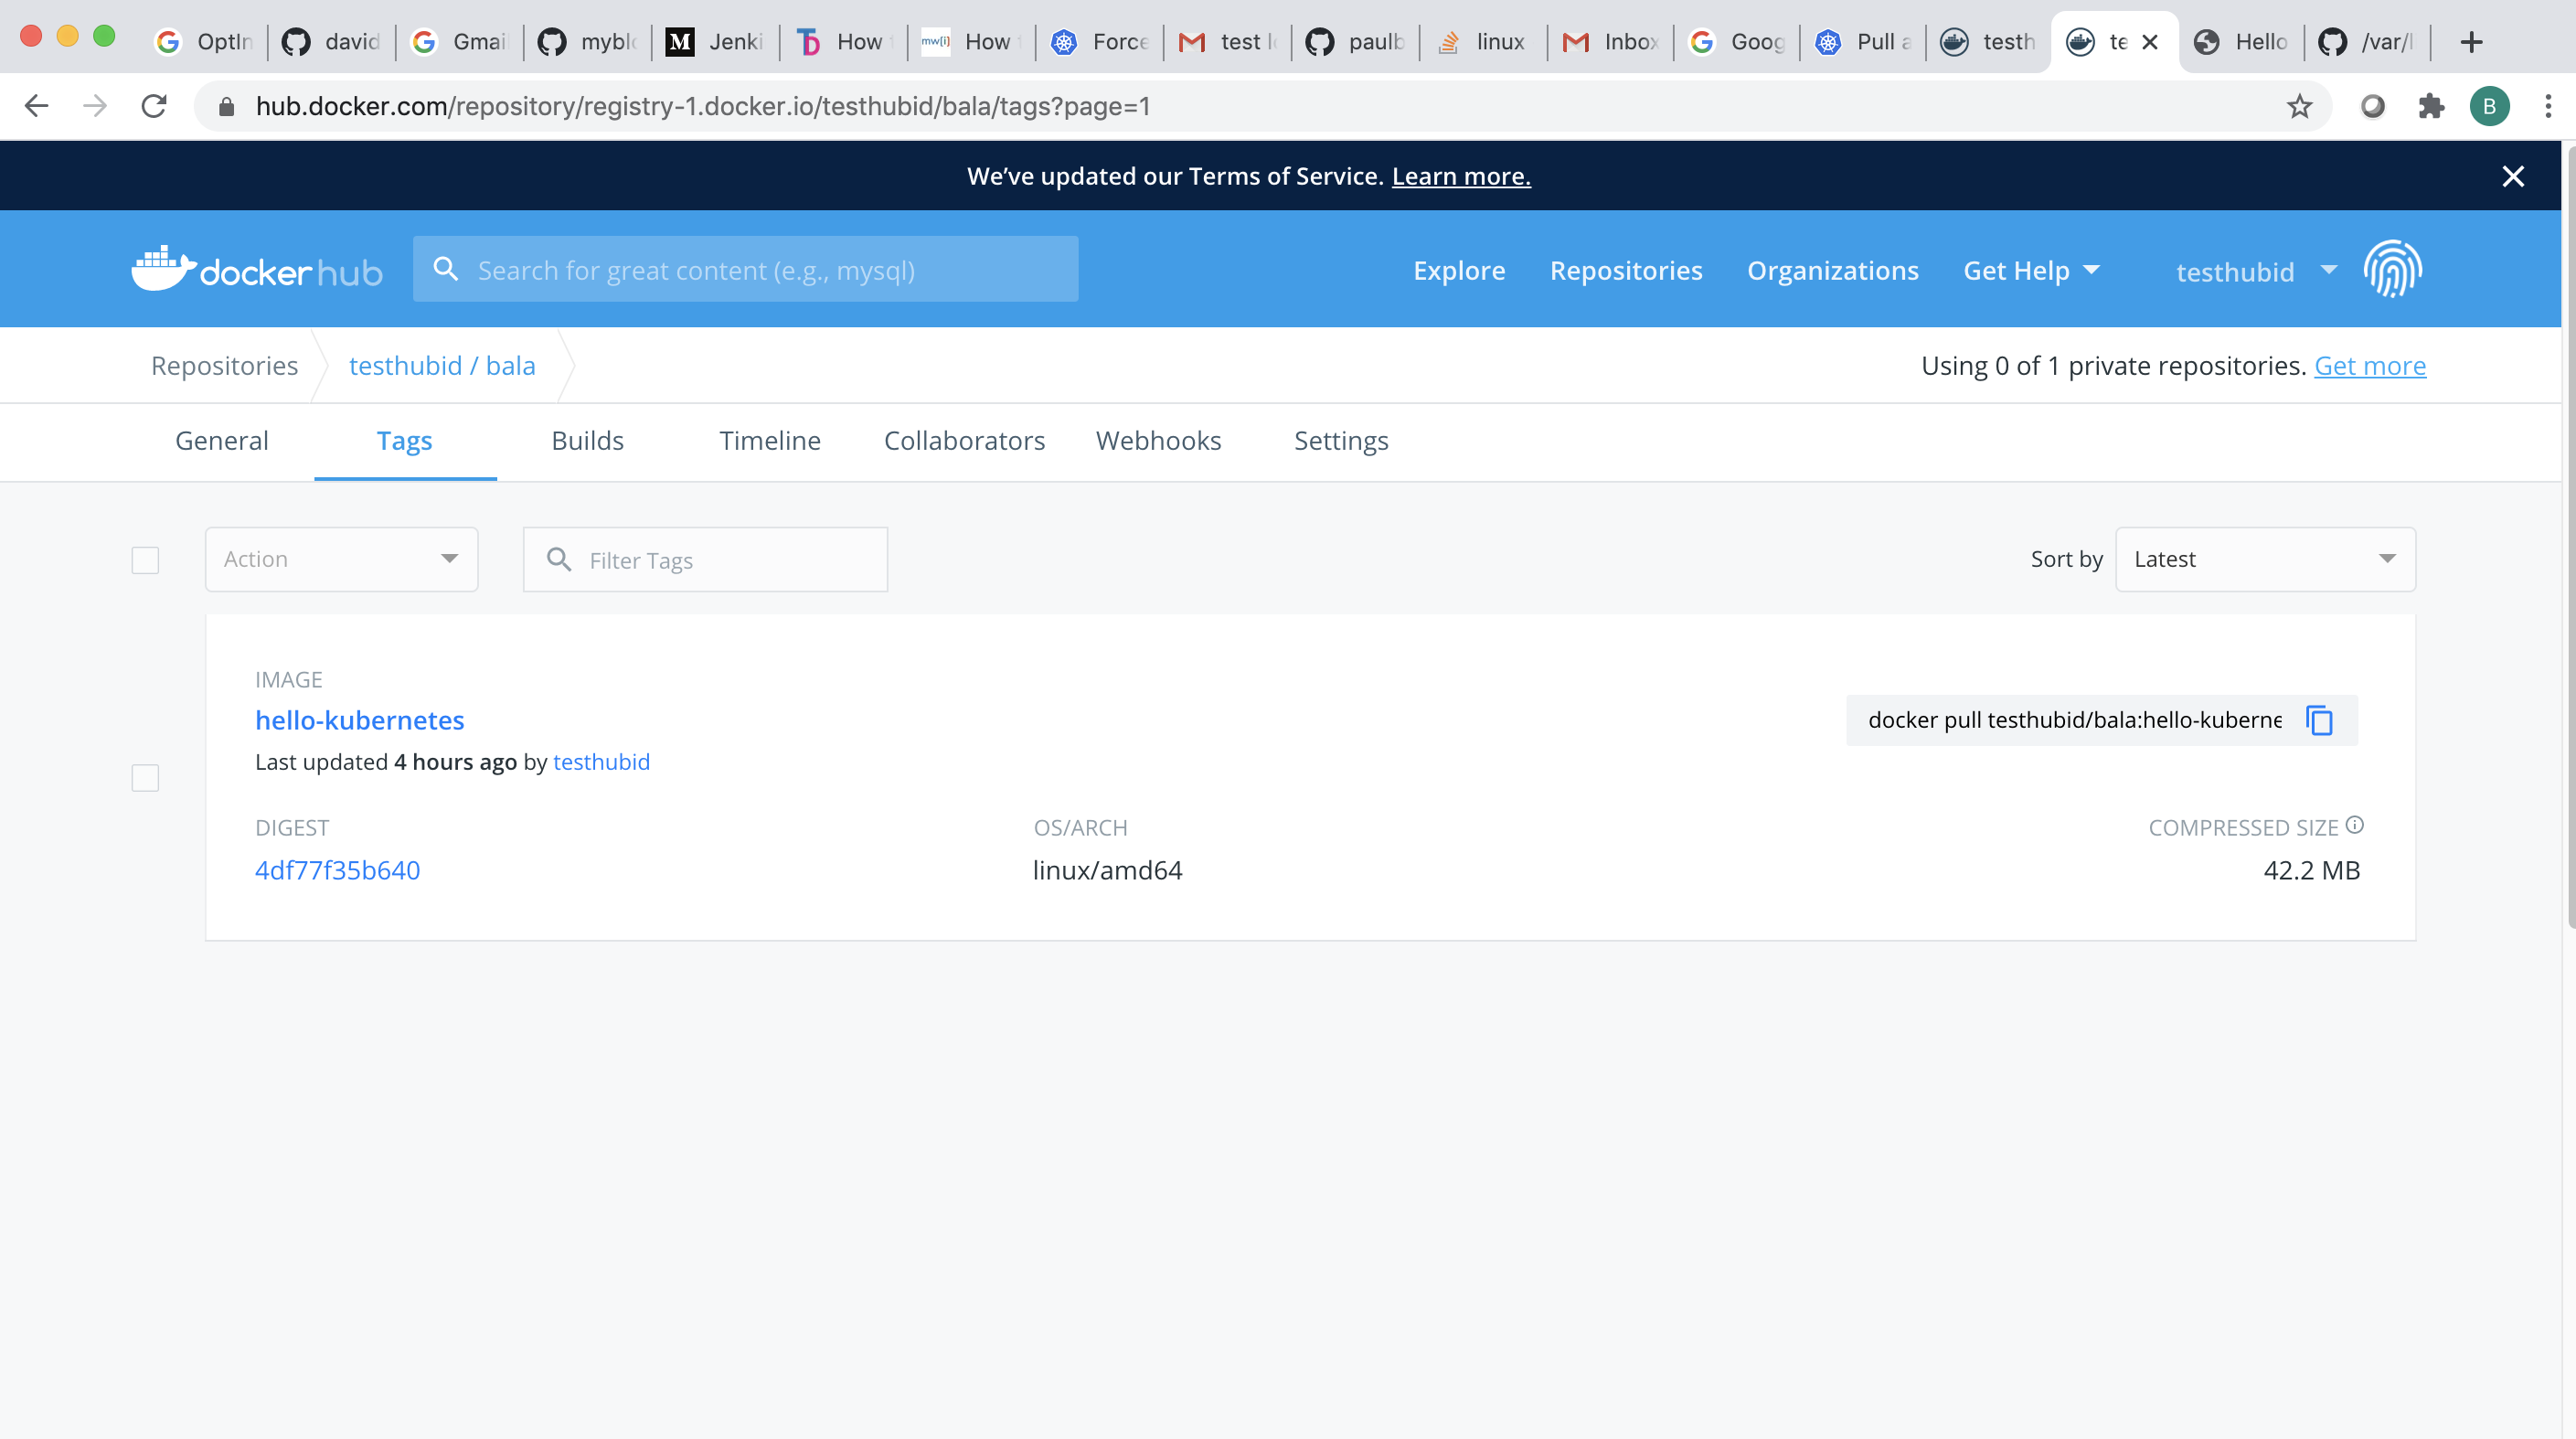 OptIn david Gmai myblo M Jenki TD How mw[i] How Force test paulb linux Inbox Goog Pull a testh te Hello /var/l
hub.docker.com/repository/registry-1.docker.io/testhubid/bala/tags?page=1
B
We've updated our Terms of Service. Learn more.
docker hub
Search for great content (e.g., mysql)
Explore Repositories Organizations Get Help testhubid
Repositories testhubid / bala
Using 0 of 1 private repositories. Get more
General Tags Builds Timeline Collaborators Webhooks Settings
Action Filter Tags Sort by Latest
IMAGE
hello-kubernetes
docker pull testhubid/bala:hello-kuberne
Last updated 4 hours ago by testhubid
DIGEST OS/ARCH COMPRESSED SIZE
4df77f35b640 linux/amd64 42.2 MB